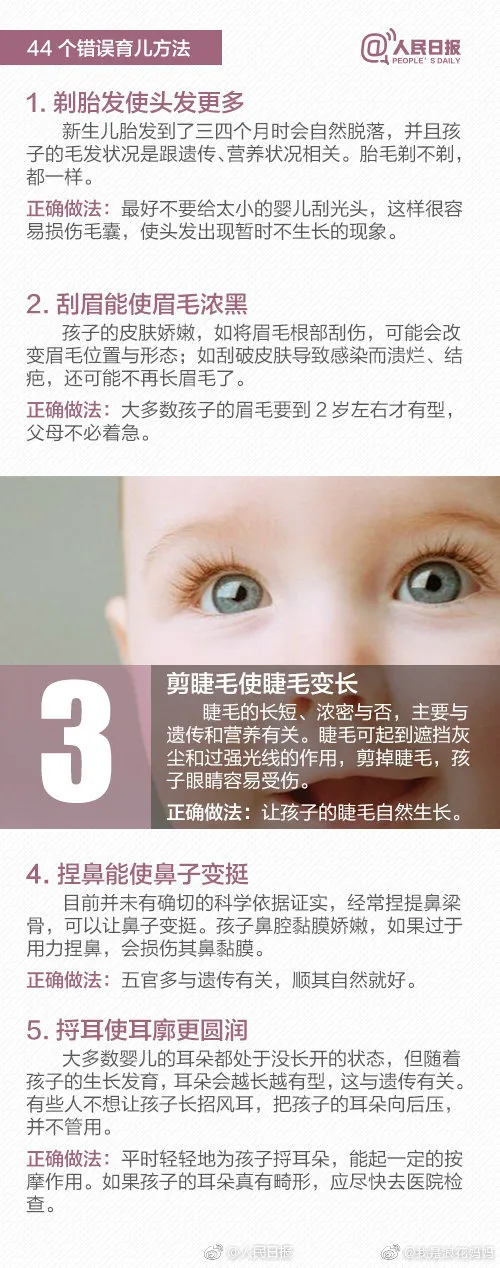 44 个错误育儿方法
@人民日报
PEOPLE'S DAILY
1. 剃胎发使头发更多
新生儿胎发到了三四个月时会自然脱落，并且孩
子的毛发状况是跟遗传、营养状况相关。胎毛剃不剃，
都一样。
正确做法：最好不要给太小的婴儿刮光头，这样很容
易损伤毛囊，使头发出现暂时不生长的现象。
2. 刮眉能使眉毛浓黑
孩子的皮肤娇嫩，如将眉毛根部刮伤，可能会改
变眉毛位置与形态；如刮破皮肤导致感染而溃烂、结
疤，还可能不再长眉毛了。
正确做法：大多数孩子的眉毛要到 2 岁左右才有型，
父母不必着急。
3
剪睫毛使睫毛变长
睫毛的长短、浓密与否，主要与
遗传和营养有关。睫毛可起到遮挡灰
尘和过强光线的作用，剪掉睫毛，孩
子眼睛容易受伤。
正确做法：让孩子的睫毛自然生长。
4. 捏鼻能使鼻子变挺
目前并未有确切的科学依据证实，经常捏提鼻梁
骨，可以让鼻子变挺。孩子鼻腔黏膜娇嫩，如果过于
用力捏鼻，会损伤其鼻黏膜。
正确做法：五官多与遗传有关，顺其自然就好。
5. 捋耳使耳廓更圆润
大多数婴儿的耳朵都处于没长开的状态，但随着
孩子的生长发育，耳朵会越长越有型，这与遗传有关。
有些人不想让孩子长招风耳，把孩子的耳朵向后压，
并不管用。
正确做法：平时轻轻地为孩子捋耳朵，能起一定的按
摩作用。如果孩子的耳朵真有畸形，应尽快去医院检
查。
@人民日报
@我是浪花妈妈